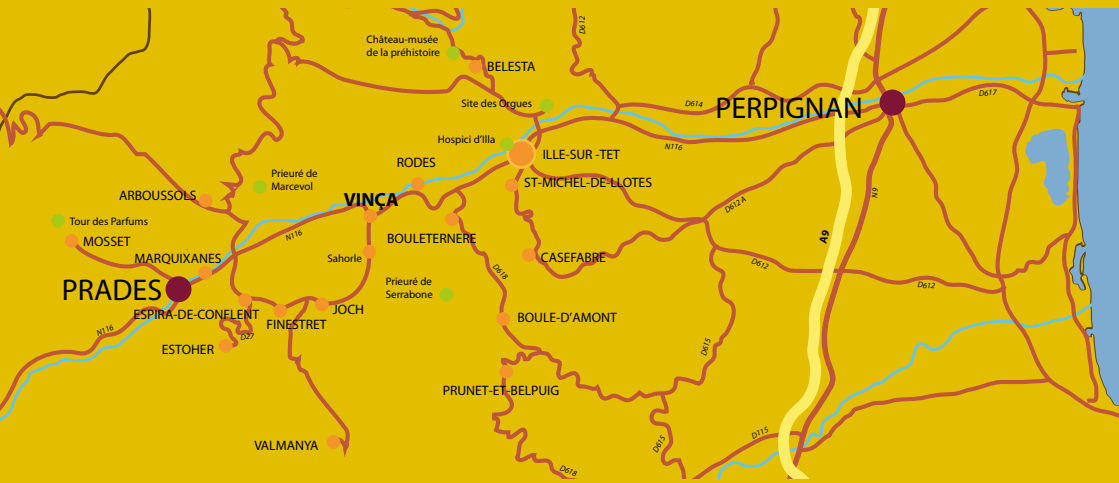 D612
Château-musée
de la préhistoire
BELESTA
Site des Orgues
D614
PERPIGNAN
D617
Hospici d'Illa
N116
ILLE-SUR -TET
RODES
ST-MICHEL-DE-LLOTES
Prieuré de
Marcevol
ARBOUSSOLS
VINÇA
D612 A
N9
Tour des Parfums
MOSSET
N116
BOULETERNERE
A9
MARQUIXANES
Sahorle
CASEFABRE
D618
D612
D612
PRADES
Prieuré de
Serrabone
ESPIRA-DE-CONFLENT
JOCH
FINESTRET
BOULE-D'AMONT
N116
D27
ESTOHER
D615
PRUNET-ET-BELPUIG
VALMANYA
D615
D115
D618